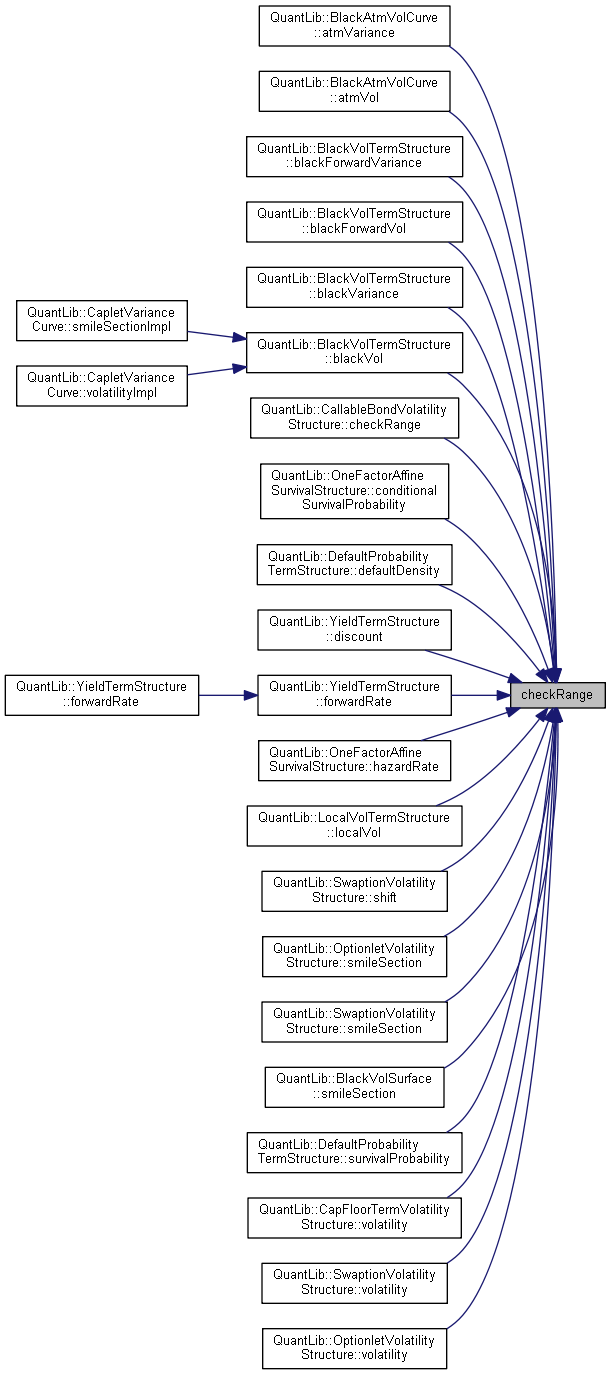 QuantLib::BlackAtmVolCurve
::atmVariance
QuantLib::BlackAtmVolCurve
::atmVol
QuantLib::BlackVolTermStructure
::blackForwardVariance
QuantLib::BlackVolTermStructure
::blackForwardVol
QuantLib::BlackVolTermStructure
::blackVariance
QuantLib::CapletVariance
Curve::smileSectionImpl
QuantLib::BlackVolTermStructure
::blackVol
QuantLib::CapletVariance
Curve::volatilityImpl
QuantLib::CallableBondVolatility
Structure::checkRange
QuantLib::OneFactorAffine
SurvivalStructure::conditional
SurvivalProbability
QuantLib::DefaultProbability
TermStructure::defaultDensity
QuantLib::YieldTermStructure
::discount
QuantLib::YieldTermStructure
::forwardRate
QuantLib::YieldTermStructure
::forwardRate
checkRange
QuantLib::OneFactorAffine
SurvivalStructure::hazardRate
QuantLib::LocalVolTermStructure
::localVol
QuantLib::SwaptionVolatility
Structure::shift
QuantLib::OptionletVolatility
Structure::smileSection
QuantLib::SwaptionVolatility
Structure::smileSection
QuantLib::BlackVolSurface
::smileSection
QuantLib::DefaultProbability
TermStructure::survivalProbability
QuantLib::CapFloorTermVolatility
Structure::volatility
QuantLib::SwaptionVolatility
Structure::volatility
QuantLib::OptionletVolatility
Structure::volatility